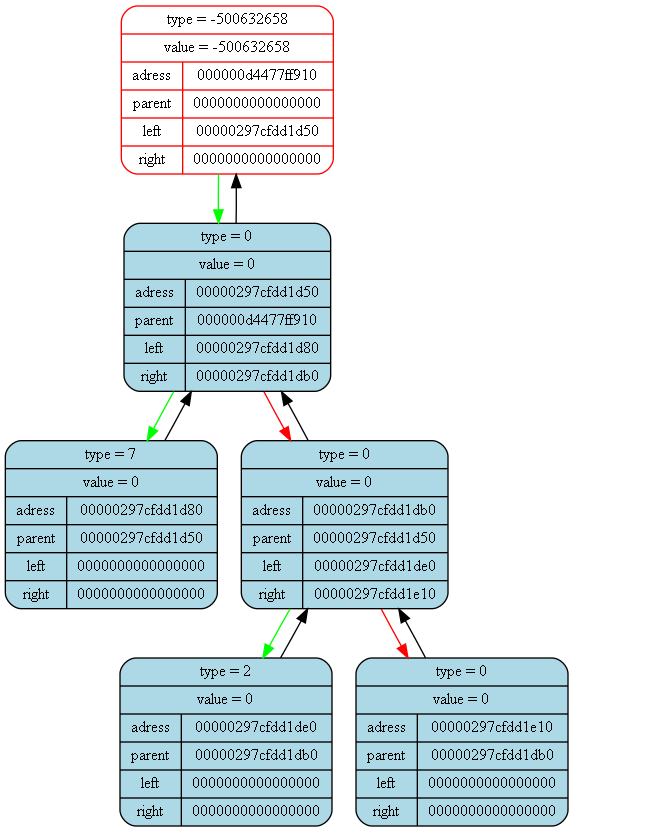 type = -500632658
value = -500632658
adress 000000d4477ff910
parent 0000000000000000
left 00000297cfdd1d50
right 0000000000000000
type = 0
value = 0
adress 00000297cfdd1d50
parent 000000d4477ff910
left 00000297cfdd1d80
right 00000297cfdd1db0
type = 7
value = 0
adress 00000297cfdd1d80
parent 00000297cfdd1d50
left 0000000000000000
right 0000000000000000
type = 0
value = 0
adress 00000297cfdd1db0
parent 00000297cfdd1d50
left 00000297cfdd1de0
right 00000297cfdd1e10
type = 2
value = 0
adress 00000297cfdd1de0
parent 00000297cfdd1db0
left 0000000000000000
right 0000000000000000
type = 0
value = 0
adress 00000297cfdd1e10
parent 00000297cfdd1db0
left 0000000000000000
right 0000000000000000